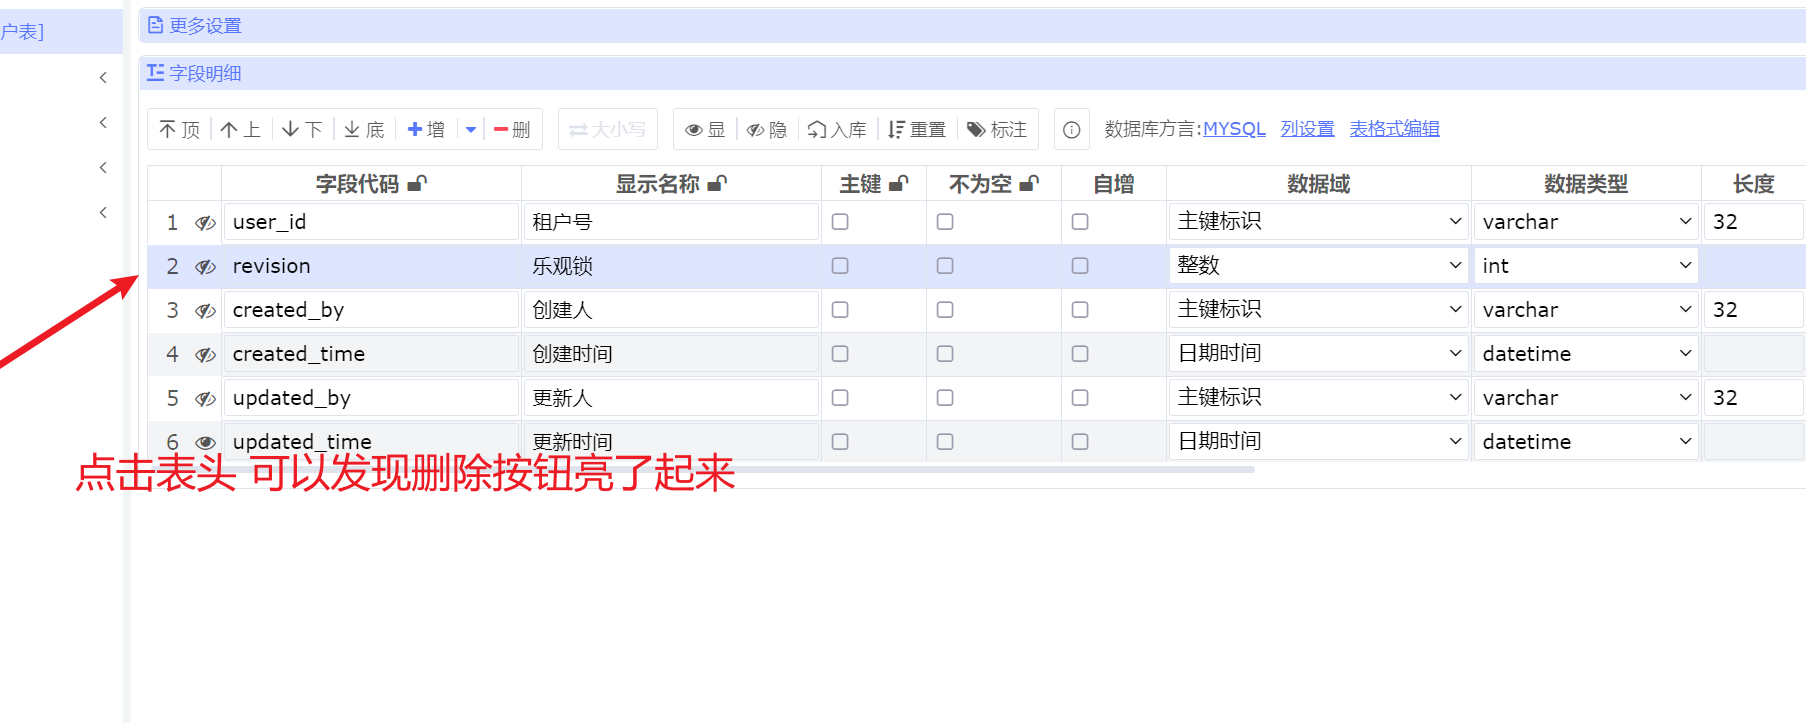 户表]
更多设置
字段明细
顶 上 下 底 增 删 大小写 显 隐 入库 重置 标注 数据库方言:MYSQL 列设置 表格式编辑
字段代码 显示名称 主键 不为空 自增 数据域 数据类型 长度
1 user_id 租户号 主键标识 varchar 32
2 revision 乐观锁 整数 int
3 created_by 创建人 主键标识 varchar 32
4 created_time 创建时间 日期时间 datetime
5 updated_by 更新人 主键标识 varchar 32
6 updated_time 更新时间 日期时间 datetime
点击表头 可以发现删除按钮亮了起来